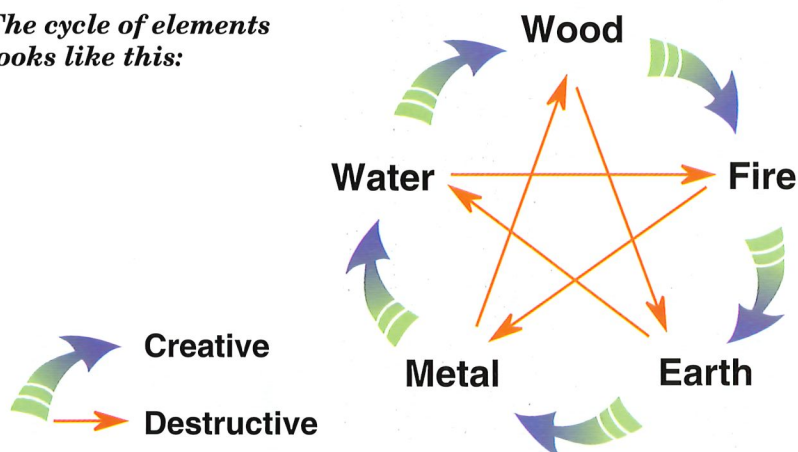 The cycle of elements
looks like this:
Wood
Water
Fire
Metal
Earth
Creative
Destructive